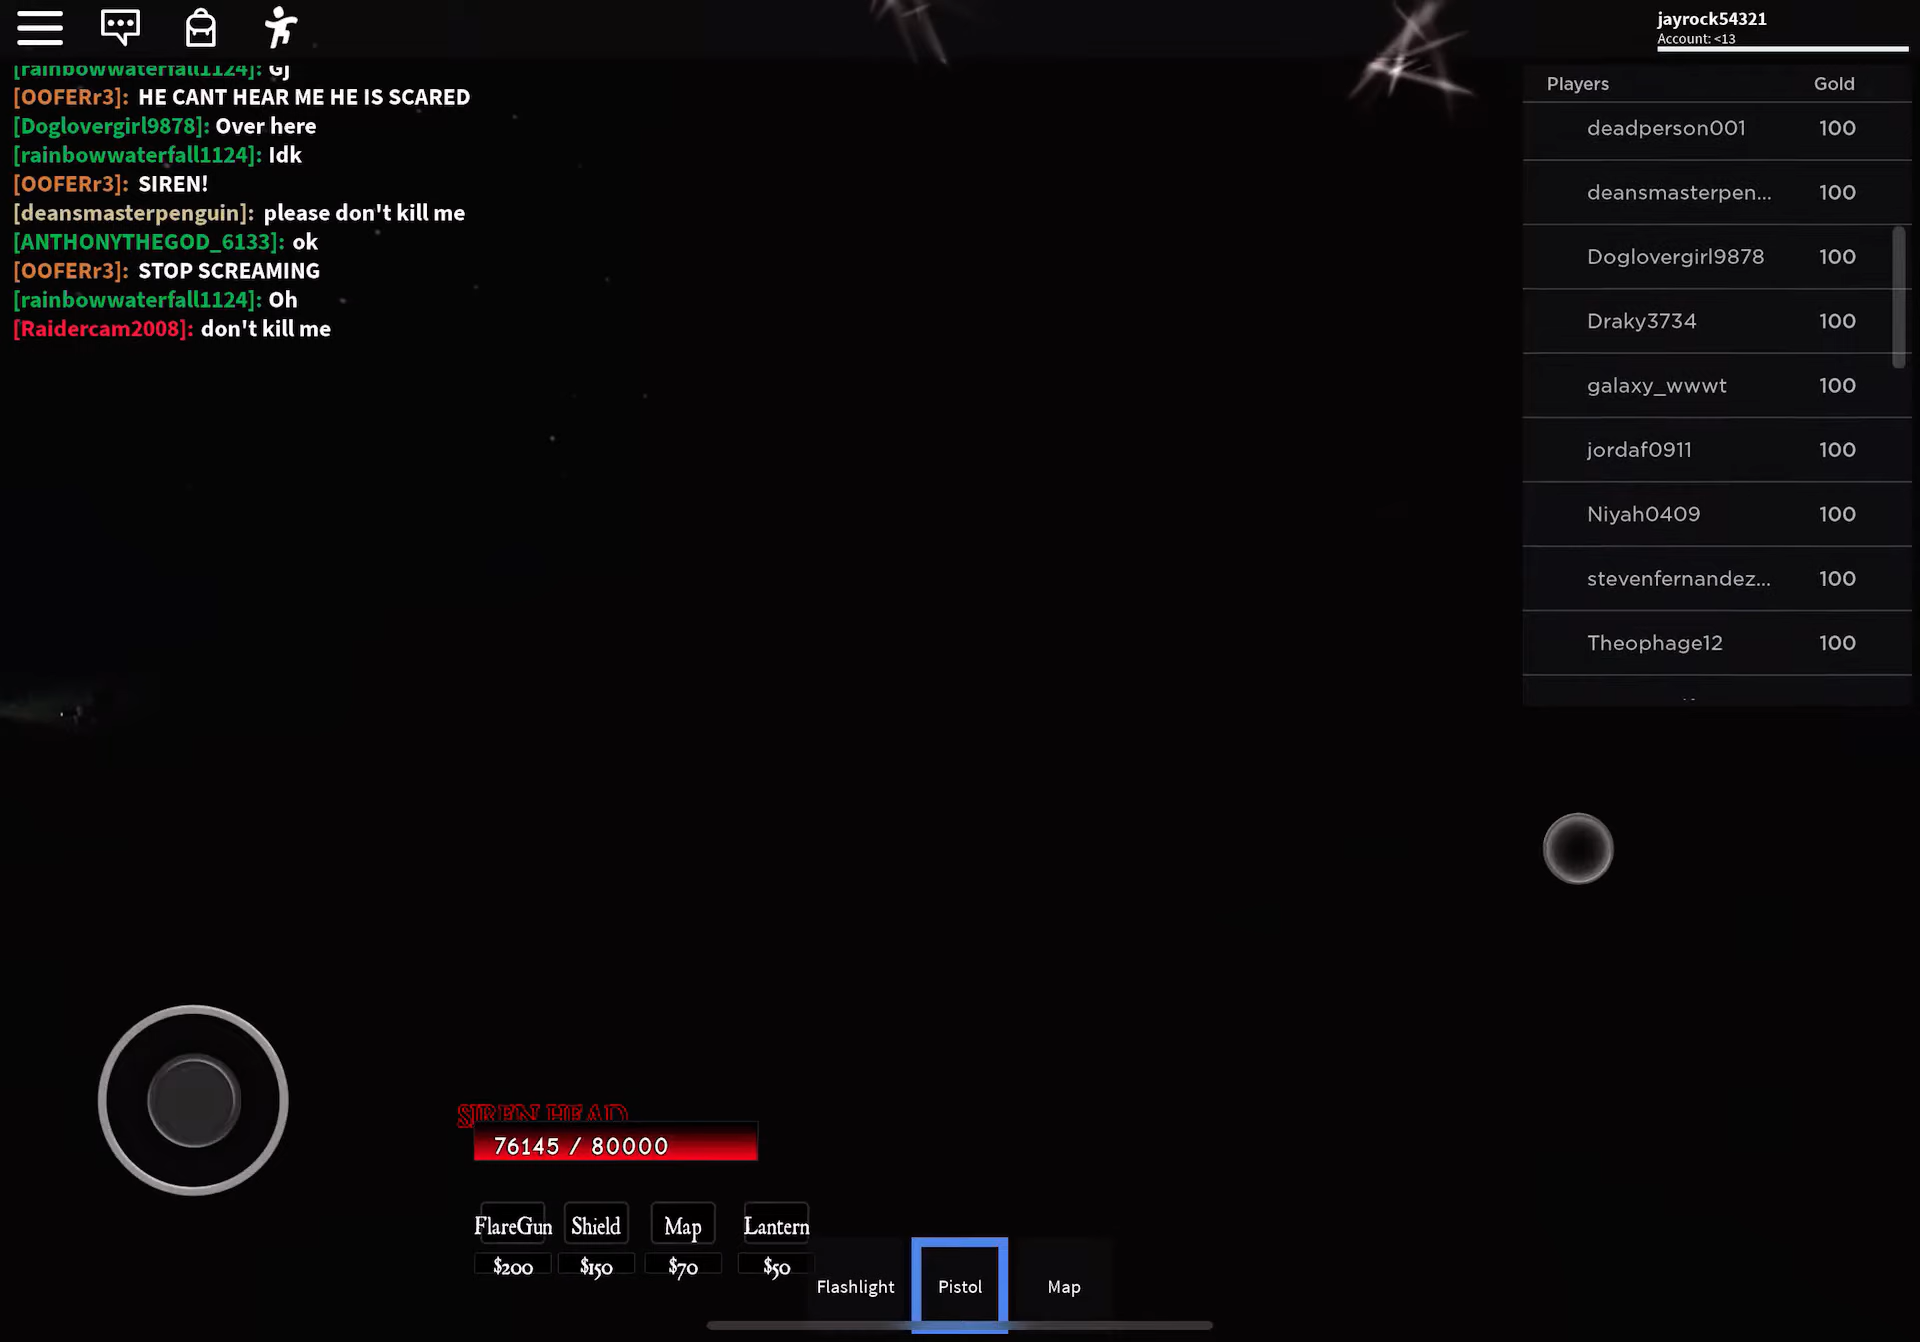 jayrock54321
Account: <13
[rainbowwaterfall1124]: Gj
[OOFERr3]: HE CANT HEAR ME HE IS SCARED
[Doglovergirl9878]: Over here
[rainbowwaterfall1124]: Idk
[OOFERr3]: SIREN!
[deansmasterpenguin]: please don't kill me
[ANTHONYTHEGOD_6133]: ok
[OOFERr3]: STOP SCREAMING
[rainbowwaterfall1124]: Oh
[Raidercam2008]: don't kill me
Players Gold
deadperson001 100
deansmasterpen... 100
Doglovergirl9878 100
Draky3734 100
galaxy_wwwt 100
jordaf0911 100
Niyah0409 100
stevenfernandez... 100
Theophage12 100
SIREN HEAD
76145 / 80000
FlareGun Shield Map Lantern
$200 $150 $70 $50
Flashlight Pistol Map